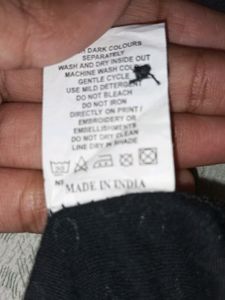 DARK COLOURS
SEPARATELY
WASH AND DRY INSIDE OUT
MACHINE WASH COLD
GENTLE CYCLE
USE MILD DETERGENT
DO NOT BLEACH
DO NOT IRON
DIRECTLY ON PRINT /
EMBROIDERY OR
EMBELLISHMENTS
DO NOT DRY CLEAN
LINE DRY IN SHADE
MADE IN INDIA